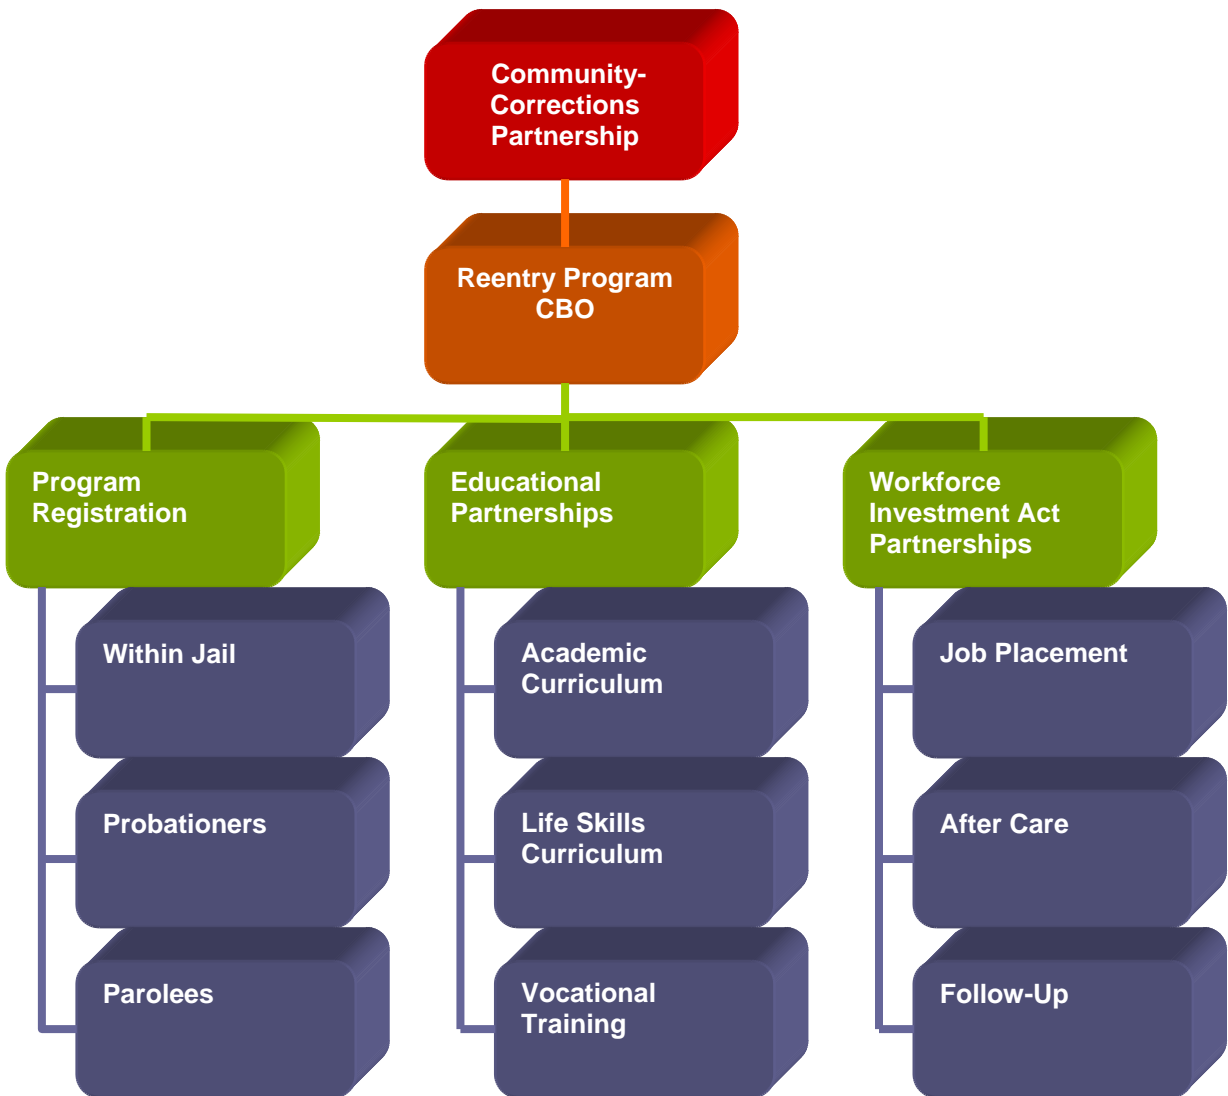 Community-
Corrections
Partnership
Reentry Program
CBO
Program
Registration
Educational
Partnerships
Workforce
Investment Act
Partnerships
Within Jail
Academic
Curriculum
Job Placement
Probationers
Life Skills
Curriculum
After Care
Parolees
Vocational
Training
Follow-Up